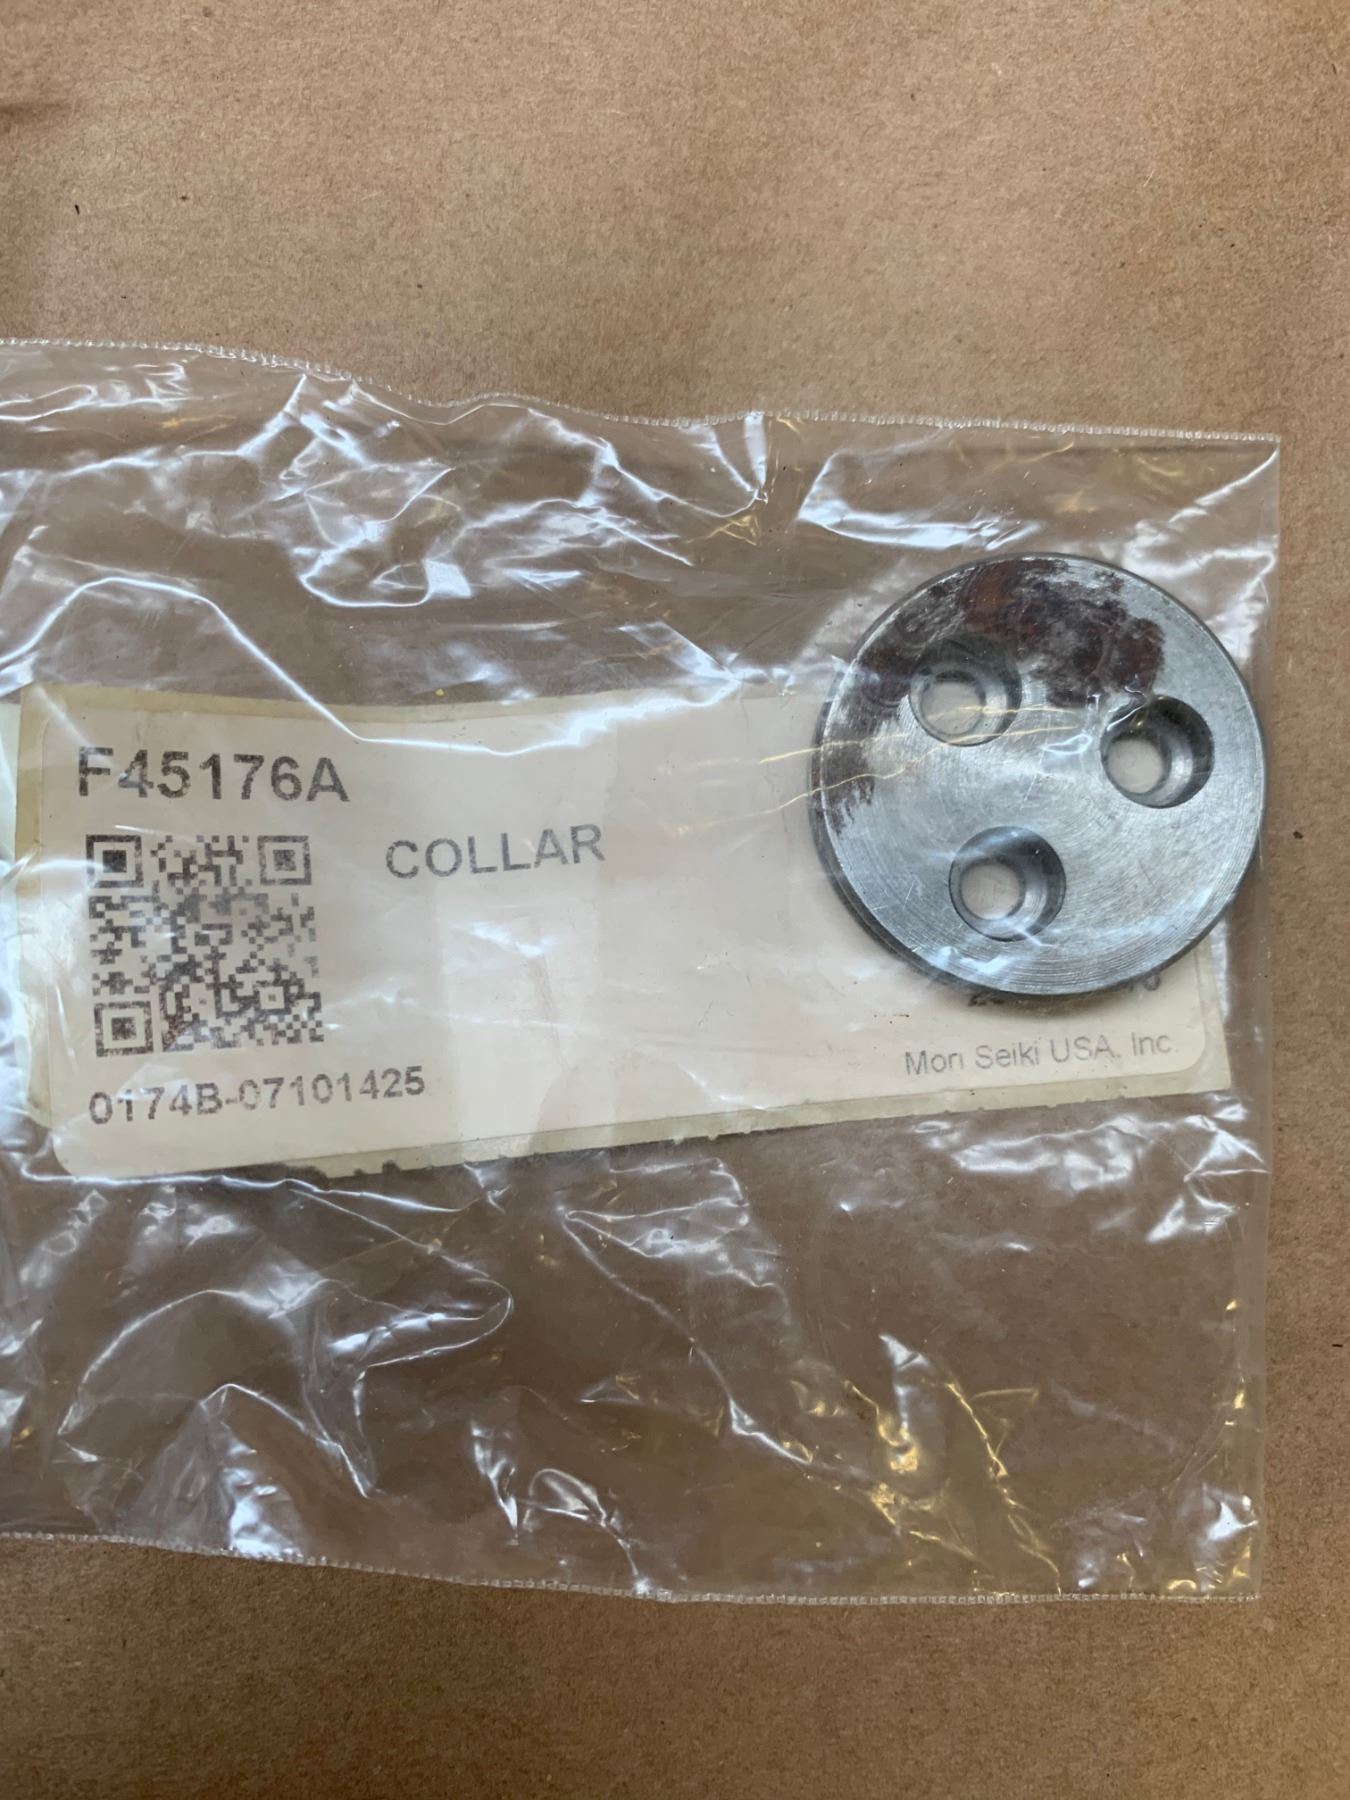 F45176A
COLLAR
0174B-07101425
Mori Seiki USA, Inc.